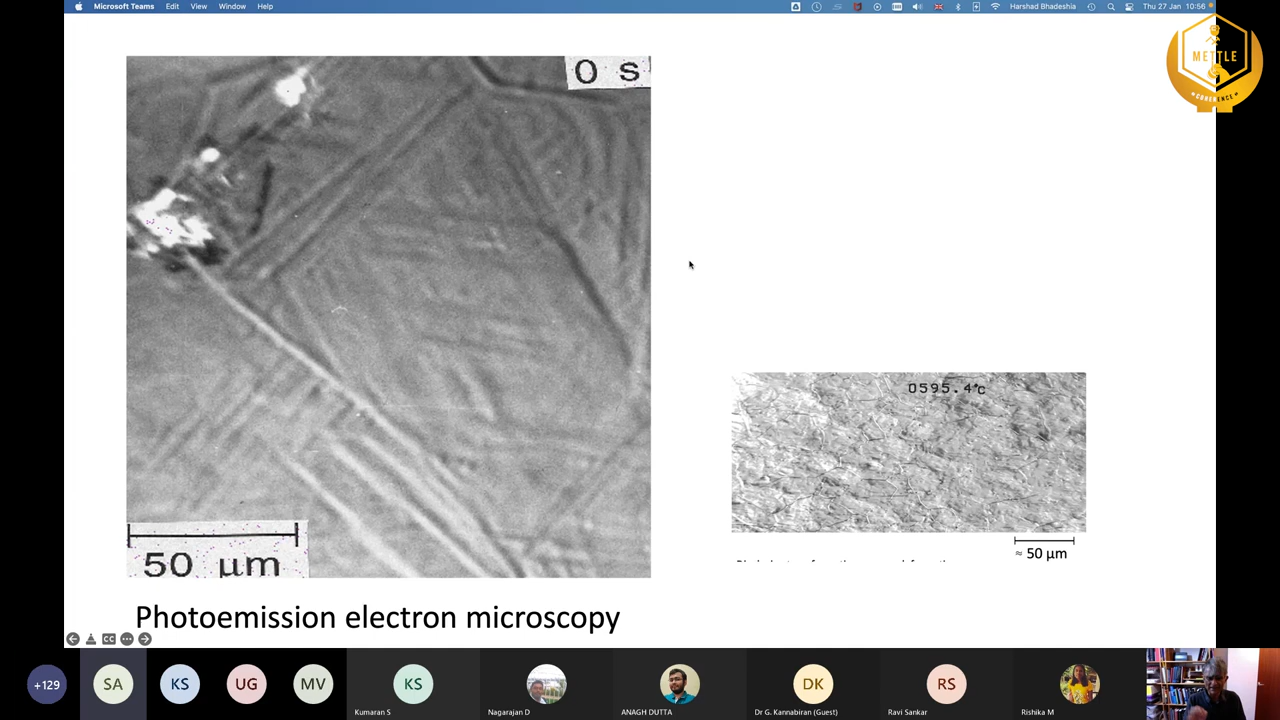 Microsoft Teams Edit View Window Help
Harshad Bhadeshia Thu 27 Jan 10:56
METTLE
COHERENCE
0 s
0595.4°c
50 µm
≈ 50 µm
Photoemission electron microscopy
CC
+129 SA KS UG MV KS DK RS
Kumaran S Nagarajan D ANAGH DUTTA Dr G. Kannabiran (Guest) Ravi Sankar Rishika M